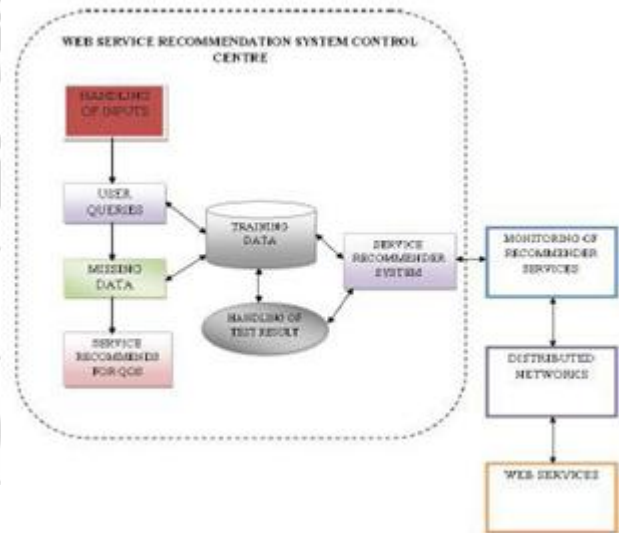 WEB SERVICE RECOMMENDATION SYSTEM CONTROL
CENTRE
HANDLING
OF INPUTS
USER
QUERIES
MISSING
DATA
SERVICE
RECOMMENDS
FOR QOS
TRAINING
DATA
HANDLING OF
TEST RESULT
SERVICE
RECOMMENDER
SYSTEM
MONITORING OF
RECOMMENDER
SERVICES
DISTRIBUTED
NETWORKS
WEB SERVICES